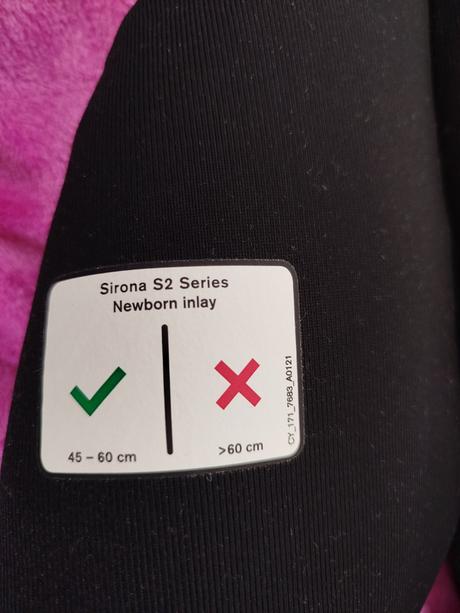 Sirona S2 Series
Newborn inlay
45 – 60 cm
>60 cm
CY_171_7683_A0121